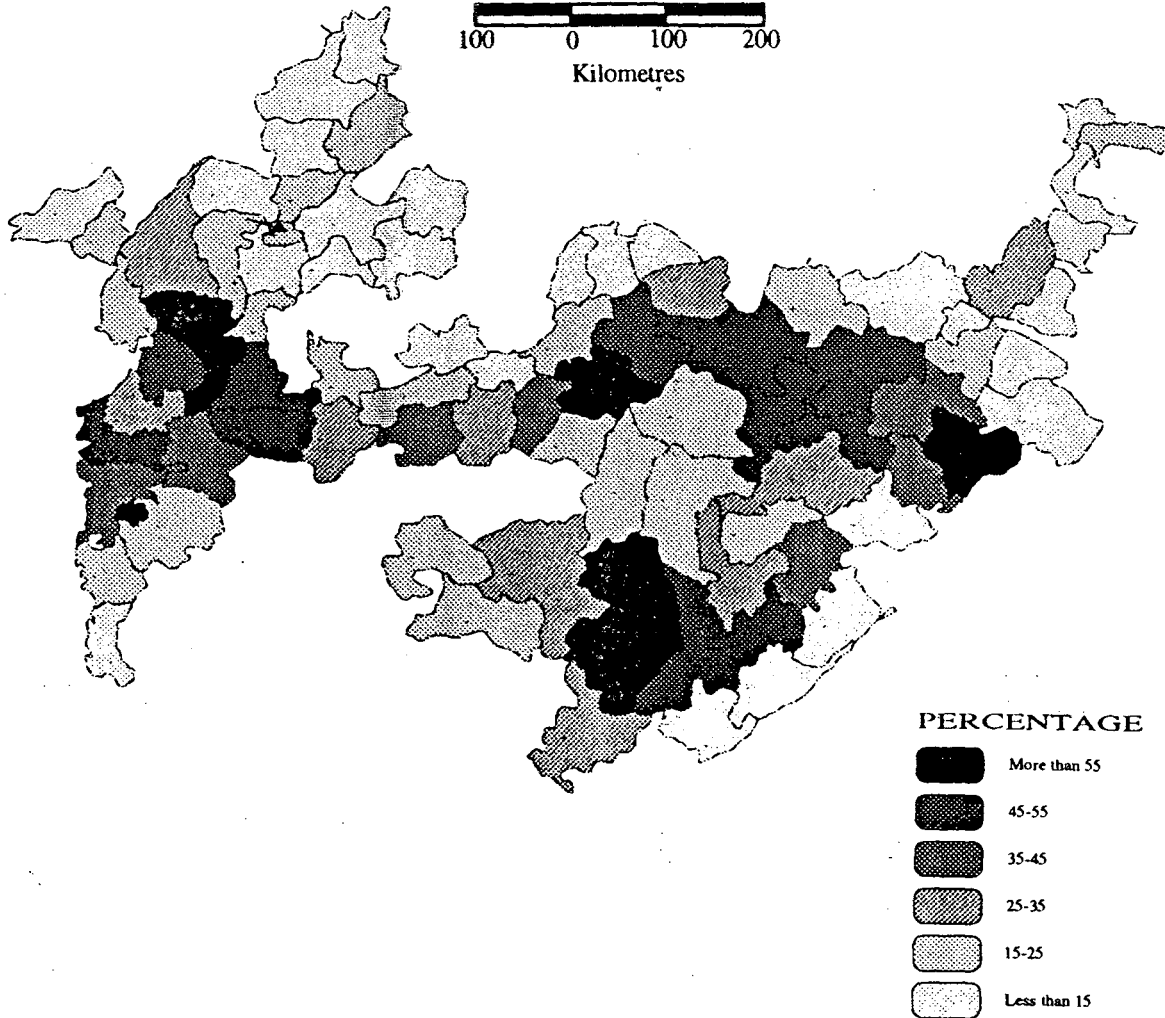 100 0 100 200
Kilometres
PERCENTAGE
More than 55
45-55
35-45
25-35
15-25
Less than 15